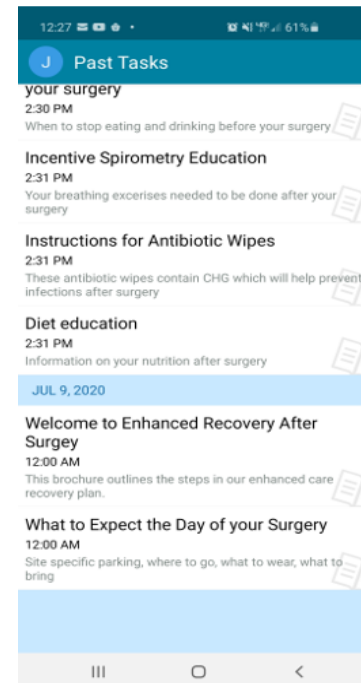 12:27
61%
J Past Tasks
your surgery
2:30 PM
When to stop eating and drinking before your surgery
Incentive Spirometry Education
2:31 PM
Your breathing excerises needed to be done after your
surgery
Instructions for Antibiotic Wipes
2:31 PM
These antibiotic wipes contain CHG which will help prevent
infections after surgery
Diet education
2:31 PM
Information on your nutrition after surgery
JUL 9, 2020
Welcome to Enhanced Recovery After
Surgey
12:00 AM
This brochure outlines the steps in our enhanced care
recovery plan.
What to Expect the Day of your Surgery
12:00 AM
Site specific parking, where to go, what to wear, what to
bring